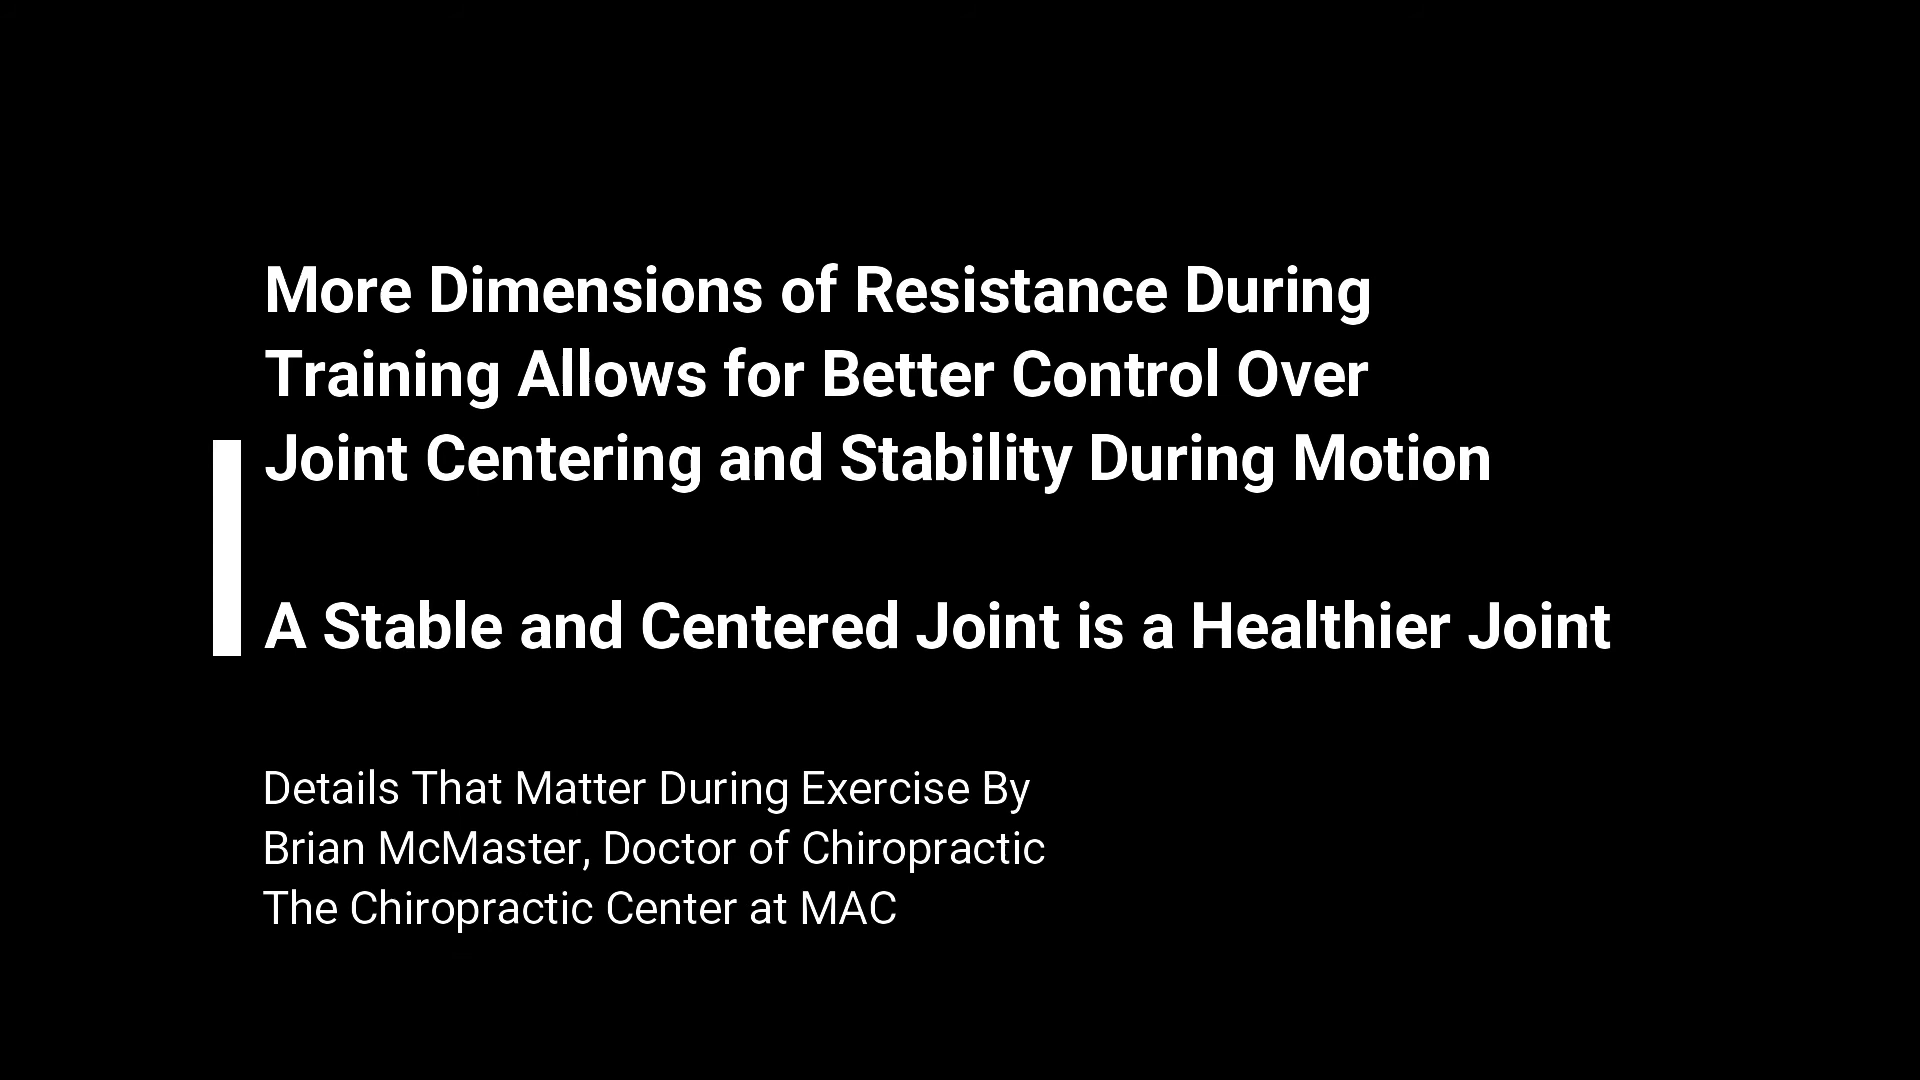 More Dimensions of Resistance During
Training Allows for Better Control Over
Joint Centering and Stability During Motion
A Stable and Centered Joint is a Healthier Joint
Details That Matter During Exercise By
Brian McMaster, Doctor of Chiropractic
The Chiropractic Center at MAC